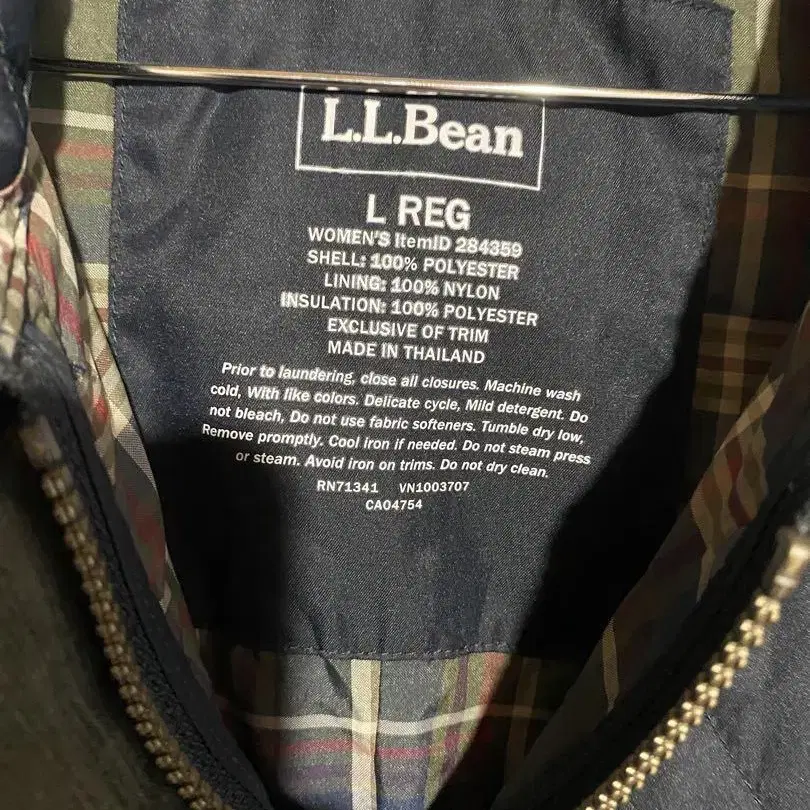 L.L.Bean
L REG
WOMEN'S ItemID 284359
SHELL: 100% POLYESTER
LINING: 100% NYLON
INSULATION: 100% POLYESTER
EXCLUSIVE OF TRIM
MADE IN THAILAND
Prior to laundering, close all closures. Machine wash
cold, With like colors. Delicate cycle, Mild detergent. Do
not bleach, Do not use fabric softeners. Tumble dry low,
Remove promptly. Cool iron if needed. Do not steam press
or steam. Avoid iron on trims. Do not dry clean.
RN71341 VN1003707
CA04754